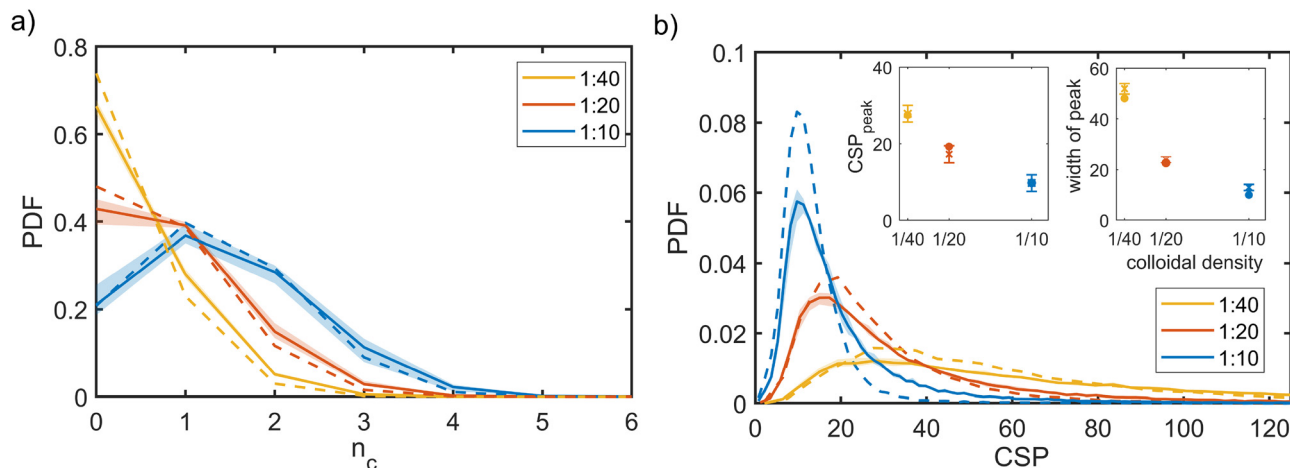 a)
PDF
0.8
0.6
0.4
0.2
0
0 1 2 3 4 5 6
n_c
1:40
1:20
1:10
b)
PDF
0.1
0.08
0.06
0.04
0.02
0
0 20 40 60 80 100 120
CSP
CSP_peak
40
20
0
1/40 1/20 1/10
width of peak
60
40
20
0
1/40 1/20 1/10
colloidal density
1:40
1:20
1:10